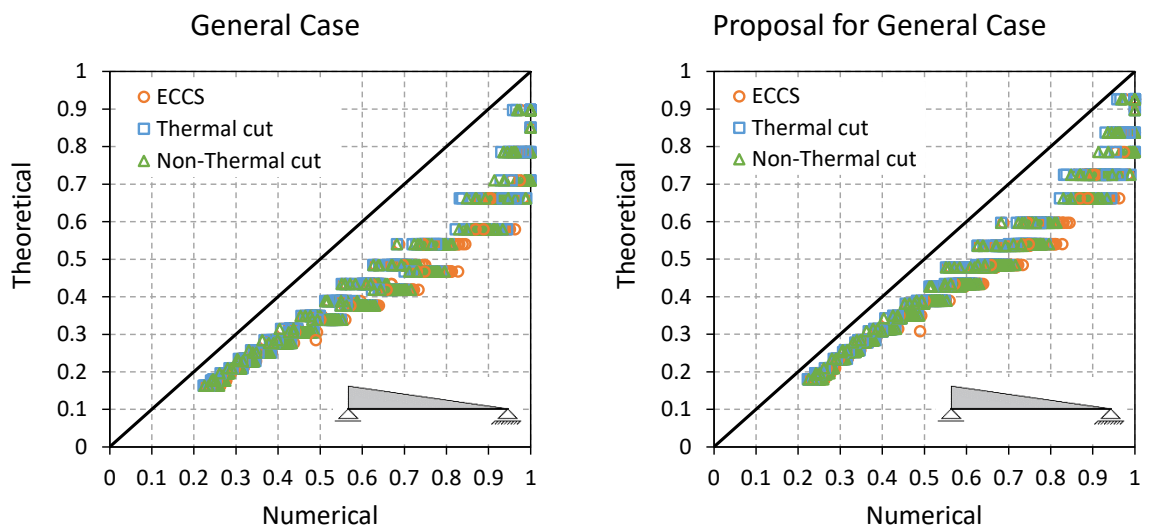 General Case
1
0.9
0.8
0.7
0.6
0.5
0.4
0.3
0.2
0.1
0
Theoretical
ECCS
Thermal cut
Non-Thermal cut
0 0.1 0.2 0.3 0.4 0.5 0.6 0.7 0.8 0.9 1
Numerical
Proposal for General Case
1
0.9
0.8
0.7
0.6
0.5
0.4
0.3
0.2
0.1
0
Theoretical
ECCS
Thermal cut
Non-Thermal cut
0 0.1 0.2 0.3 0.4 0.5 0.6 0.7 0.8 0.9 1
Numerical